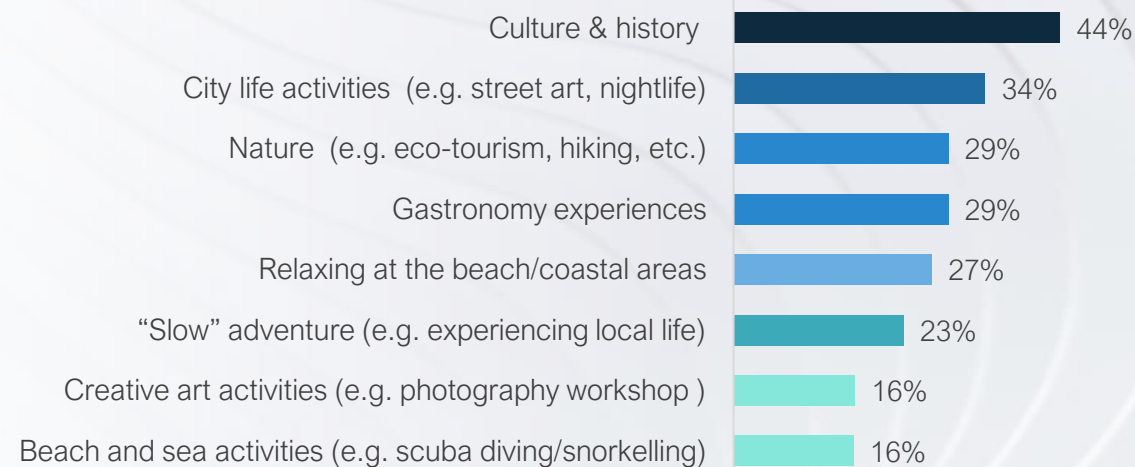 Culture & history 44%
City life activities (e.g. street art, nightlife) 34%
Nature (e.g. eco-tourism, hiking, etc.) 29%
Gastronomy experiences 29%
Relaxing at the beach/coastal areas 27%
“Slow” adventure (e.g. experiencing local life) 23%
Creative art activities (e.g. photography workshop ) 16%
Beach and sea activities (e.g. scuba diving/snorkelling) 16%